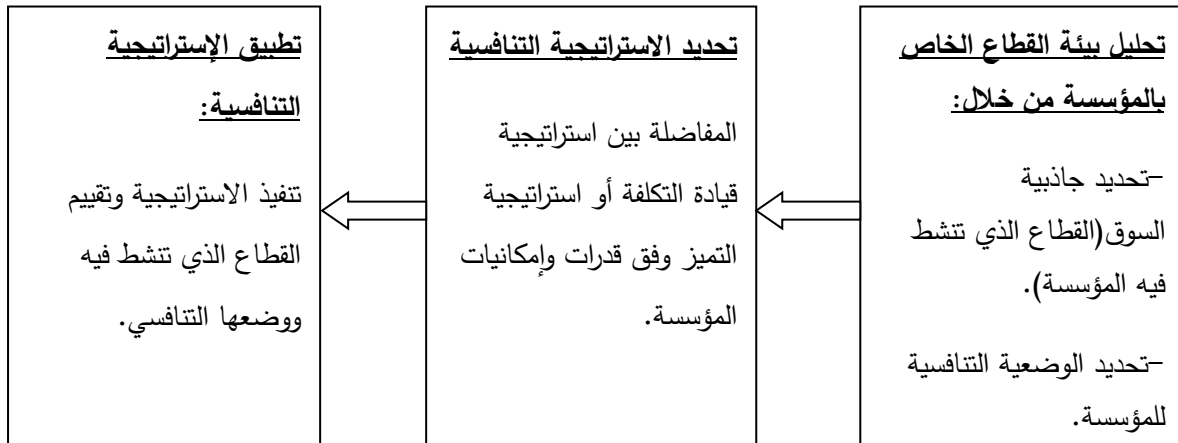 تحليل بيئة القطاع الخاص
بالمؤسسة من خلال:
–تحديد جاذبية
السوق(القطاع الذي تنشط
فيه المؤسسة).
–تحديد الوضعية التنافسية
للمؤسسة.
تحديد الاستراتيجية التنافسية
المفاضلة بين استراتيجية
قيادة التكلفة أو استراتيجية
التميز وفق قدرات وإمكانيات
المؤسسة.
تطبيق الإستراتيجية
التنافسية:
تنفيذ الاستراتيجية وتقييم
القطاع الذي تنشط فيه
ووضعها التنافسي.